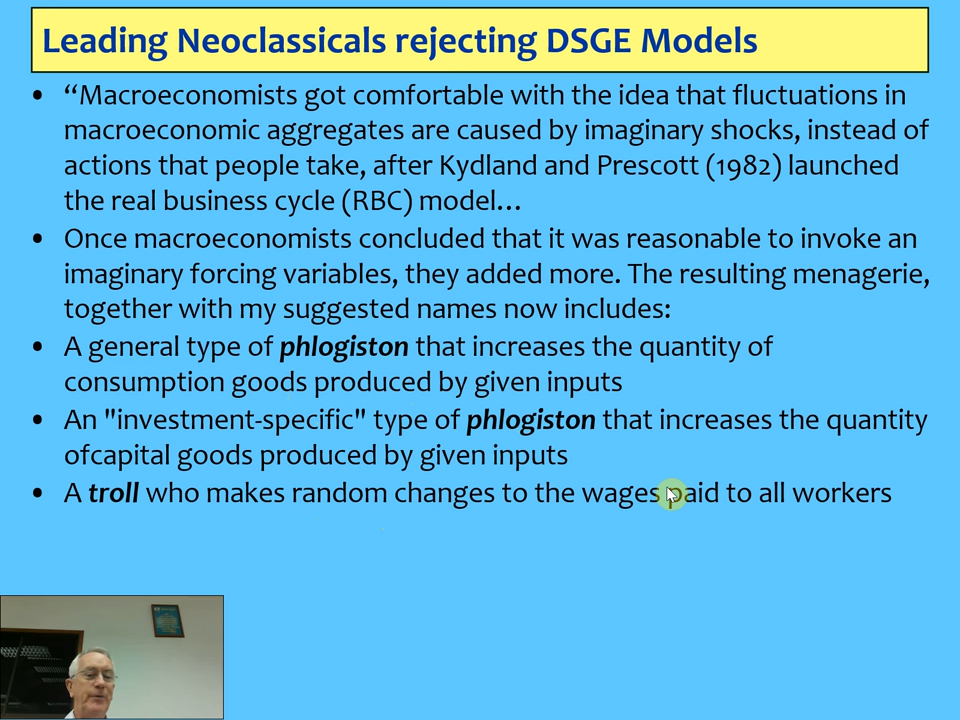 Leading Neoclassicals rejecting DSGE Models
• “Macroeconomists got comfortable with the idea that fluctuations in
macroeconomic aggregates are caused by imaginary shocks, instead of
actions that people take, after Kydland and Prescott (1982) launched
the real business cycle (RBC) model…
• Once macroeconomists concluded that it was reasonable to invoke an
imaginary forcing variables, they added more. The resulting menagerie,
together with my suggested names now includes:
• A general type of phlogiston that increases the quantity of
consumption goods produced by given inputs
• An "investment-specific" type of phlogiston that increases the quantity
ofcapital goods produced by given inputs
• A troll who makes random changes to the wages paid to all workers